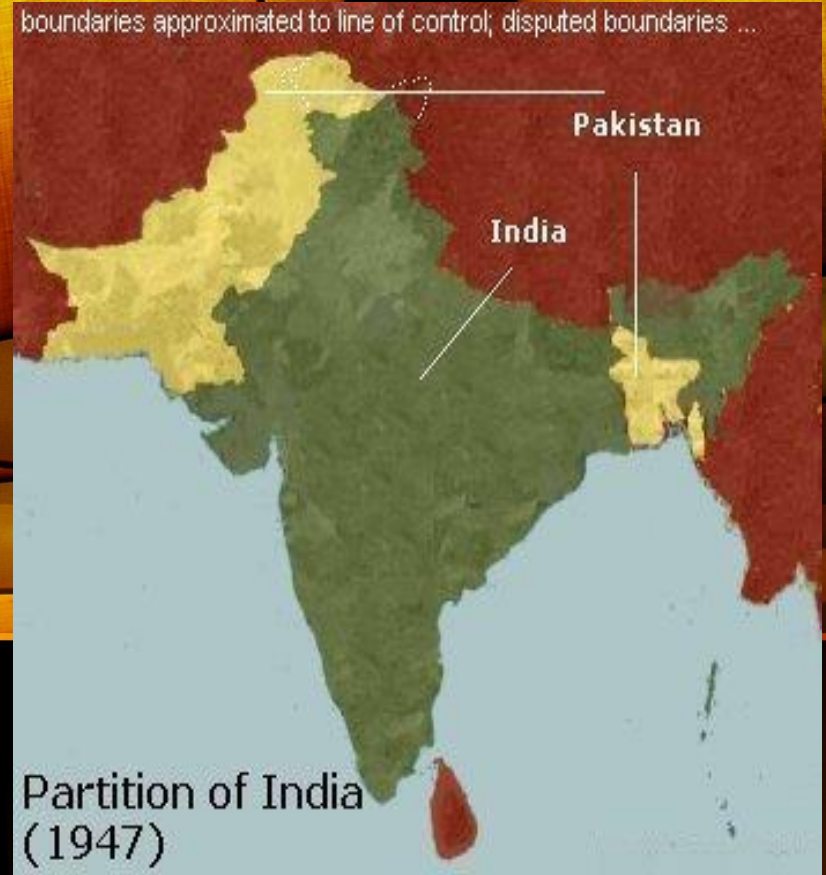 boundaries approximated to line of control; disputed boundaries ...
Pakistan
India
Partition of India
(1947)